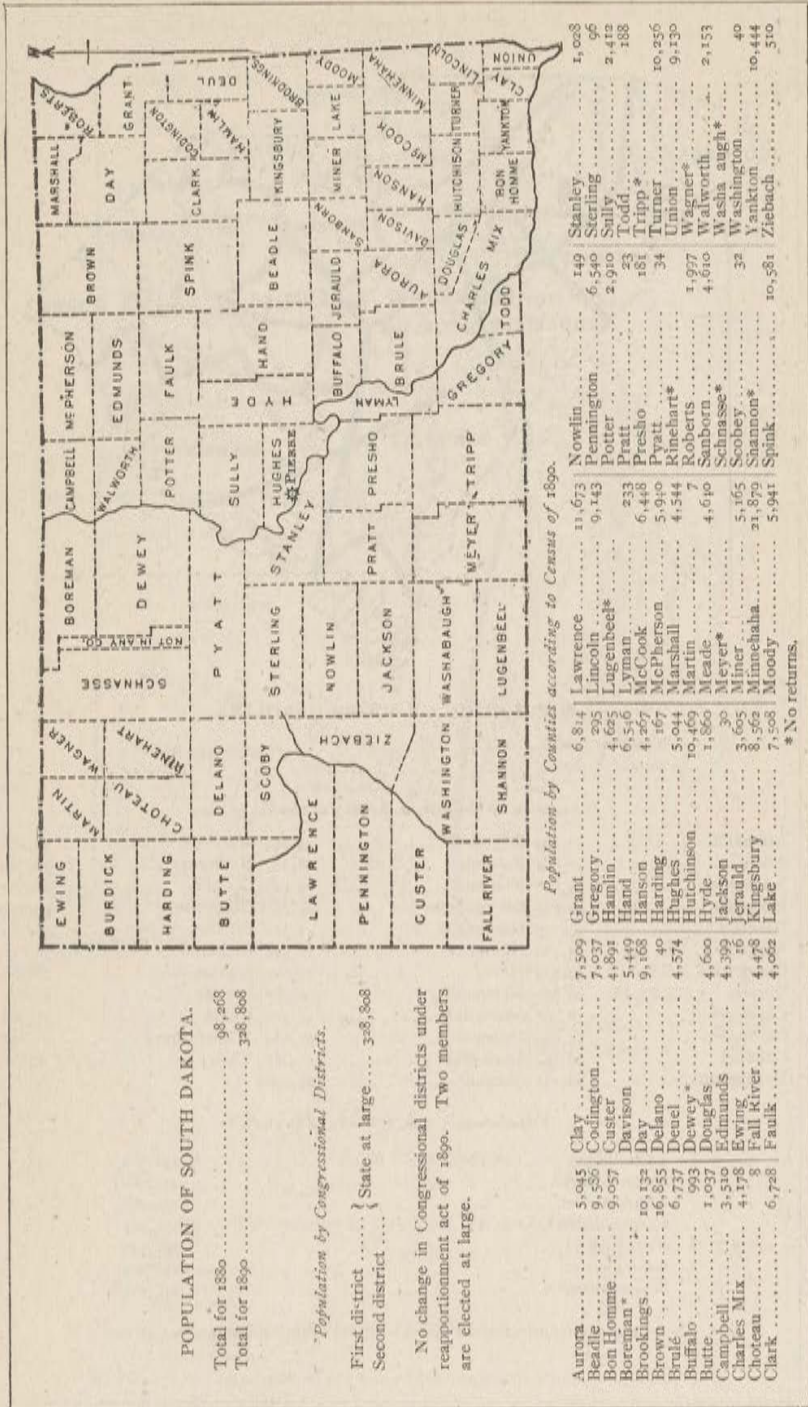 POPULATION OF SOUTH DAKOTA.
Total for 1880 .......... 98,268
Total for 1890 .......... 328,808
Population by Congressional Districts.
First di-trict ...... } State at large .... 328,808
Second district .... {
No change in Congressional districts under
reapportionment act of 1890. Two members
are elected at large.
EWING
MARTIN
WAGNER
SCHNASSE
NOT IN ANY CO.
BOREMAN
CAMPBELL
McPHERSON
BROWN
MARSHALL
ROBERTS
BURDICK
CHOTEAU
RINEHART
DEWEY
WALWORTH
EDMUNDS
DAY
GRANT
HARDING
POTTER
FAULK
SPINK
CLARK
CODINGTON
HAMLIN
DEUL
BUTTE
DELANO
PYATT
SULLY
HYDE
HAND
BEADLE
KINGSBURY
BROOKINGS
SCOBY
STERLING
STANLEY
HUGHES
PIERRE
LAWRENCE
ZIEBACH
NOWLIN
BUFFALO
JERAULD
SANBORN
MINER
LAKE
MOODY
PENNINGTON
JACKSON
PRATT
PRESHO
LYMAN
BRULE
AURORA
DAVISON
HANSON
McCOOK
MINNEHAHA
CUSTER
WASHINGTON
WASHABAUGH
MEYER
TRIPP
GREGORY
CHARLES MIX
DOUGLAS
HUTCHISON
TURNER
LINCOLN
FALL RIVER
SHANNON
LUGENBEEL
TODD
BON HOMME
YANKTON
CLAY
UNION
Population by Counties according to Census of 1890.
Aurora .......... 5,045
Beadle .......... 9,586
Bon Homme .......... 9,057
Boreman* ..........
Brookings .......... 10,132
Brown .......... 16,855
Brulé .......... 6,737
Buffalo .......... 993
Butte .......... 1,037
Campbell .......... 3,510
Charles Mix .......... 4,178
Choteau .......... 8
Clark .......... 6,728
Clay .......... 7,509
Codington .......... 7,037
Custer .......... 4,891
Davison .......... 5,449
Day .......... 9,168
Delano .......... 40
Deuel .......... 4,574
Dewey* ..........
Douglas .......... 4,600
Edmunds .......... 4,399
Ewing .......... 16
Fall River .......... 4,478
Faulk .......... 4,062
Grant .......... 6,814
Gregory .......... 295
Hamlin .......... 4,625
Hand .......... 6,546
Hanson .......... 4,267
Harding .......... 167
Hughes .......... 5,044
Hutchinson .......... 10,469
Hyde .......... 1,860
Jackson .......... 30
Jerauld .......... 3,605
Kingsbury .......... 8,562
Lake .......... 7,508
Lawrence .......... 11,673
Lincoln .......... 9,143
Lugenbeel* ..........
Lyman .......... 233
McCook .......... 6,448
McPherson .......... 5,940
Marshall .......... 4,544
Martin .......... 7
Meade .......... 4,640
Meyer* ..........
Miner .......... 5,165
Minnehaha .......... 21,879
Moody .......... 5,941
Nowlin .......... 149
Pennington .......... 6,540
Potter .......... 2,910
Pratt .......... 23
Presho .......... 181
Pyatt .......... 34
Rinehart* ..........
Roberts .......... 1,997
Sanborn .......... 4,610
Schnasse* ..........
Scobey .......... 32
Shannon* ..........
Spink .......... 10,581
Stanley .......... 1,028
Sterling .......... 96
Sully .......... 2,412
Todd .......... 188
Tripp* ..........
Turner .......... 10,256
Union .......... 9,130
Wagner* ..........
Walworth .......... 2,153
Washa augh* ..........
Washington .......... 40
Yankton .......... 10,444
Ziebach .......... 510
* No returns.